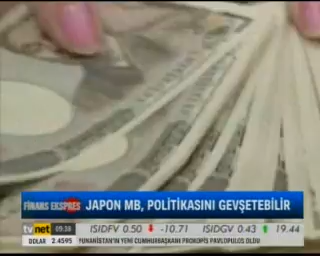 FİNANS EKSPRES JAPON MB, POLİTİKASINI GEVŞETEBİLİR
tvnet 09:38 ISIDFV 0.50 -10.71 ISIDGV 0.43 19.44
DOLAR 2.4595 YUNANİSTAN'IN YENİ CUMHURBAŞKANI PROKOPİS PAVLOPULOS OLDU